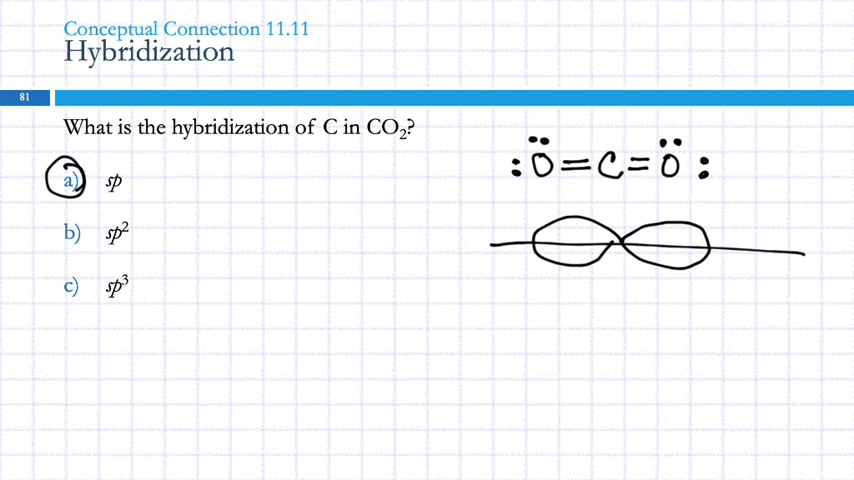 Conceptual Connection 11.11
Hybridization
81
What is the hybridization of C in CO₂?
:Ö=C=Ö:
a) sp
b) sp²
c) sp³